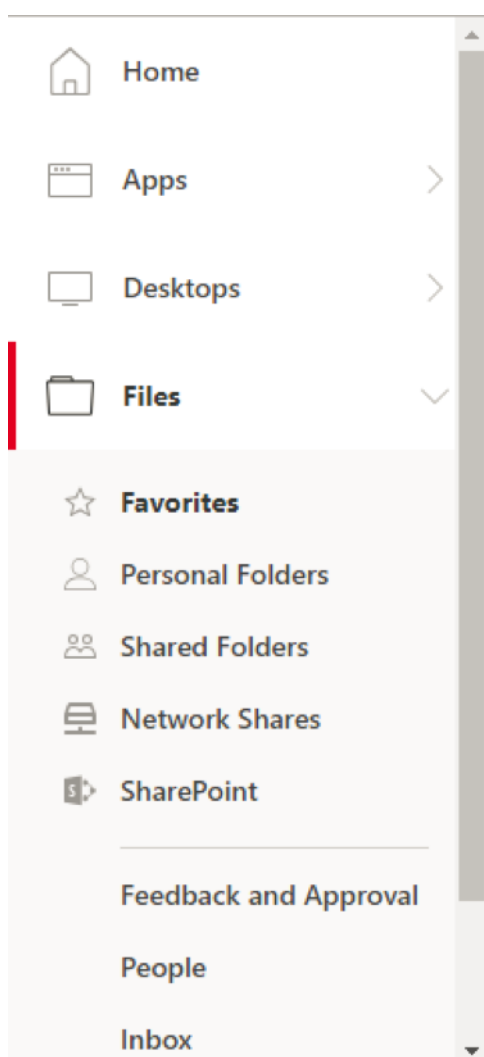 Home
Apps
Desktops
Files
Favorites
Personal Folders
Shared Folders
Network Shares
SharePoint
Feedback and Approval
People
Inbox